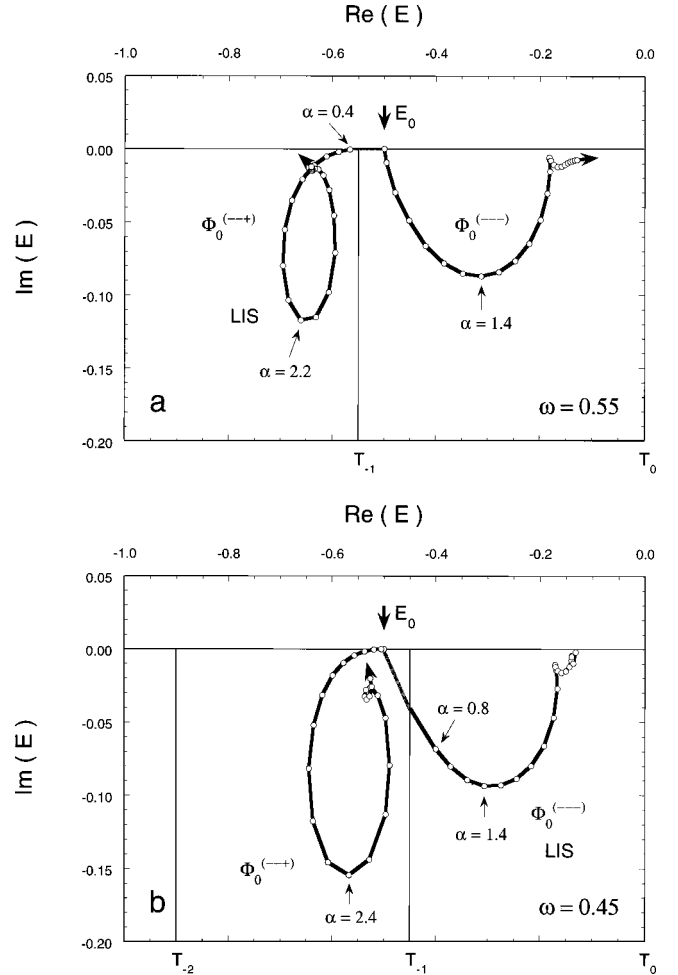 Re ( E )
-1.0 -0.8 -0.6 -0.4 -0.2 0.0
0.05
α = 0.4
E₀
0.00
Φ₀⁽⁻⁻⁺⁾ Φ₀⁽⁻⁻⁻⁾
-0.05
Im ( E )
-0.10
LIS
α = 1.4
α = 2.2
-0.15
a ω = 0.55
-0.20
T₋₁ T₀
Re ( E )
-1.0 -0.8 -0.6 -0.4 -0.2 0.0
0.05
E₀
0.00
α = 0.8
-0.05
Im ( E )
-0.10
Φ₀⁽⁻⁻⁻⁾
α = 1.4
LIS
Φ₀⁽⁻⁻⁺⁾
-0.15
α = 2.4
b ω = 0.45
-0.20
T₋₂ T₋₁ T₀